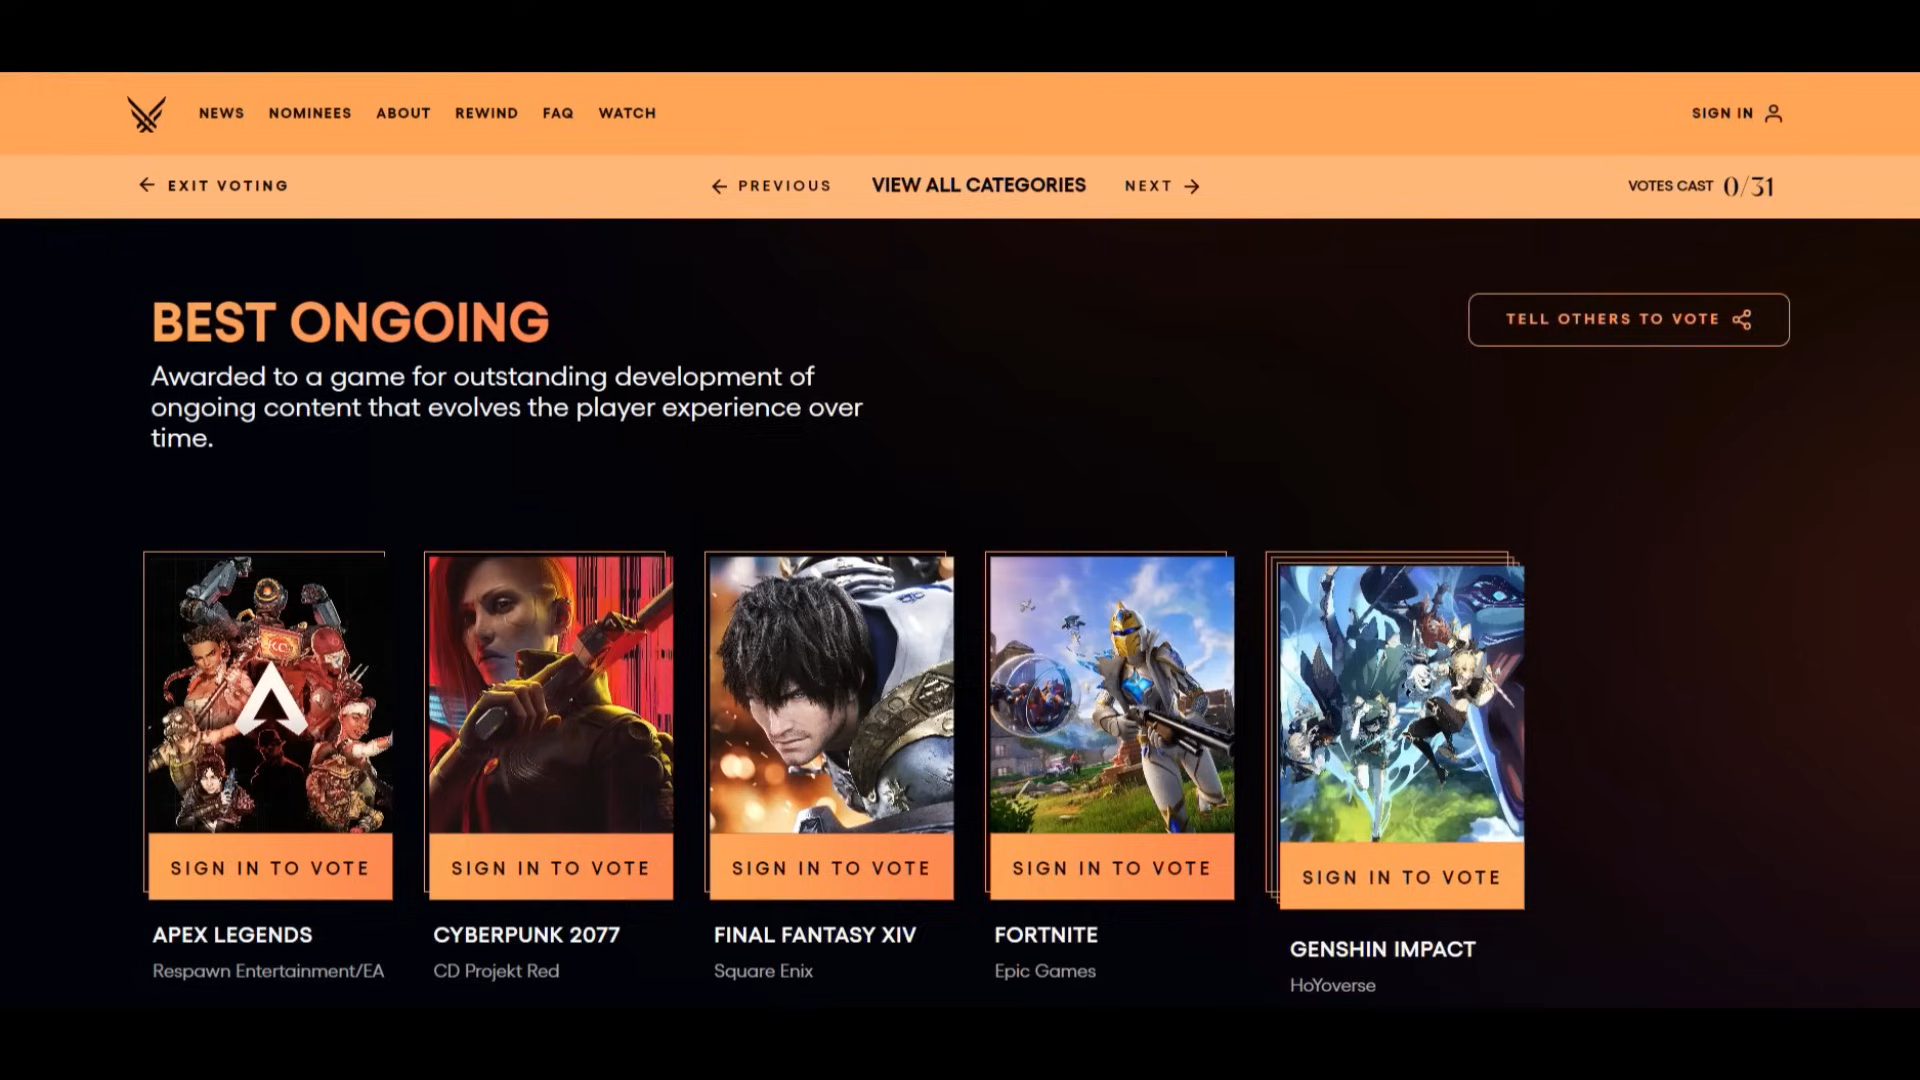 NEWS NOMINEES ABOUT REWIND FAQ WATCH SIGN IN
EXIT VOTING PREVIOUS VIEW ALL CATEGORIES NEXT VOTES CAST 0/31
BEST ONGOING
TELL OTHERS TO VOTE
Awarded to a game for outstanding development of
ongoing content that evolves the player experience over
time.
SIGN IN TO VOTE SIGN IN TO VOTE SIGN IN TO VOTE SIGN IN TO VOTE SIGN IN TO VOTE
APEX LEGENDS CYBERPUNK 2077 FINAL FANTASY XIV FORTNITE GENSHIN IMPACT
Respawn Entertainment/EA CD Projekt Red Square Enix Epic Games HoYoverse